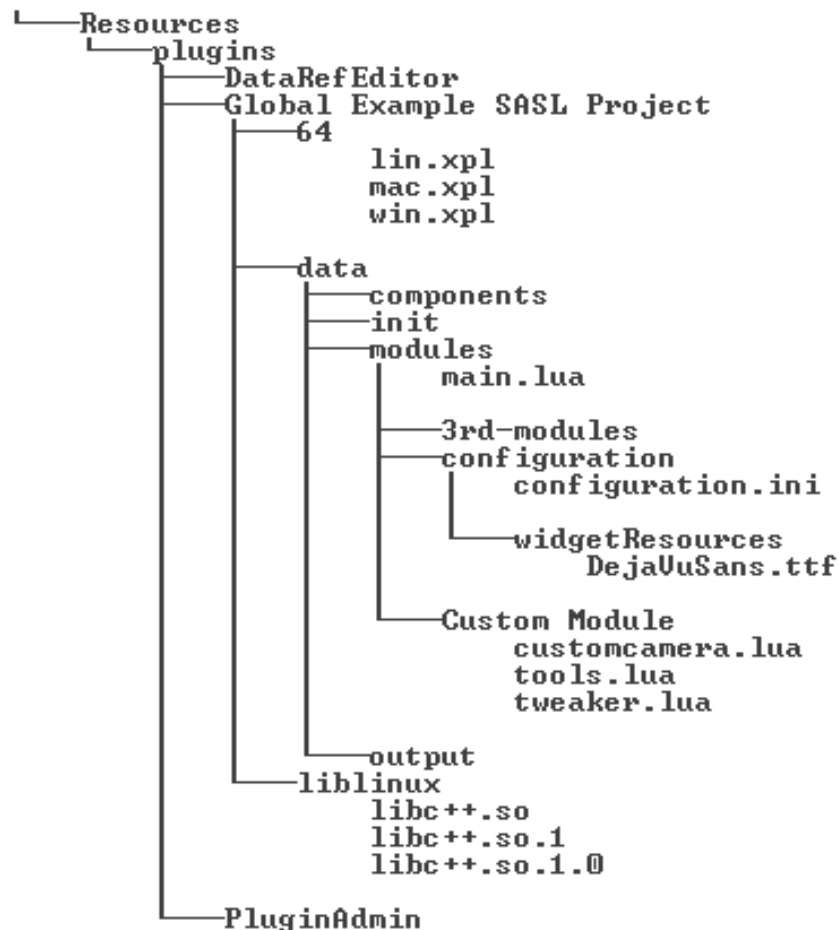 Resources
plugins
DataRefEditor
Global Example SASL Project
64
lin.xpl
mac.xpl
win.xpl
data
components
init
modules
main.lua
3rd-modules
configuration
configuration.ini
widgetResources
DejaVuSans.ttf
Custom Module
customcamera.lua
tools.lua
tweaker.lua
output
liblinux
libc++.so
libc++.so.1
libc++.so.1.0
PluginAdmin